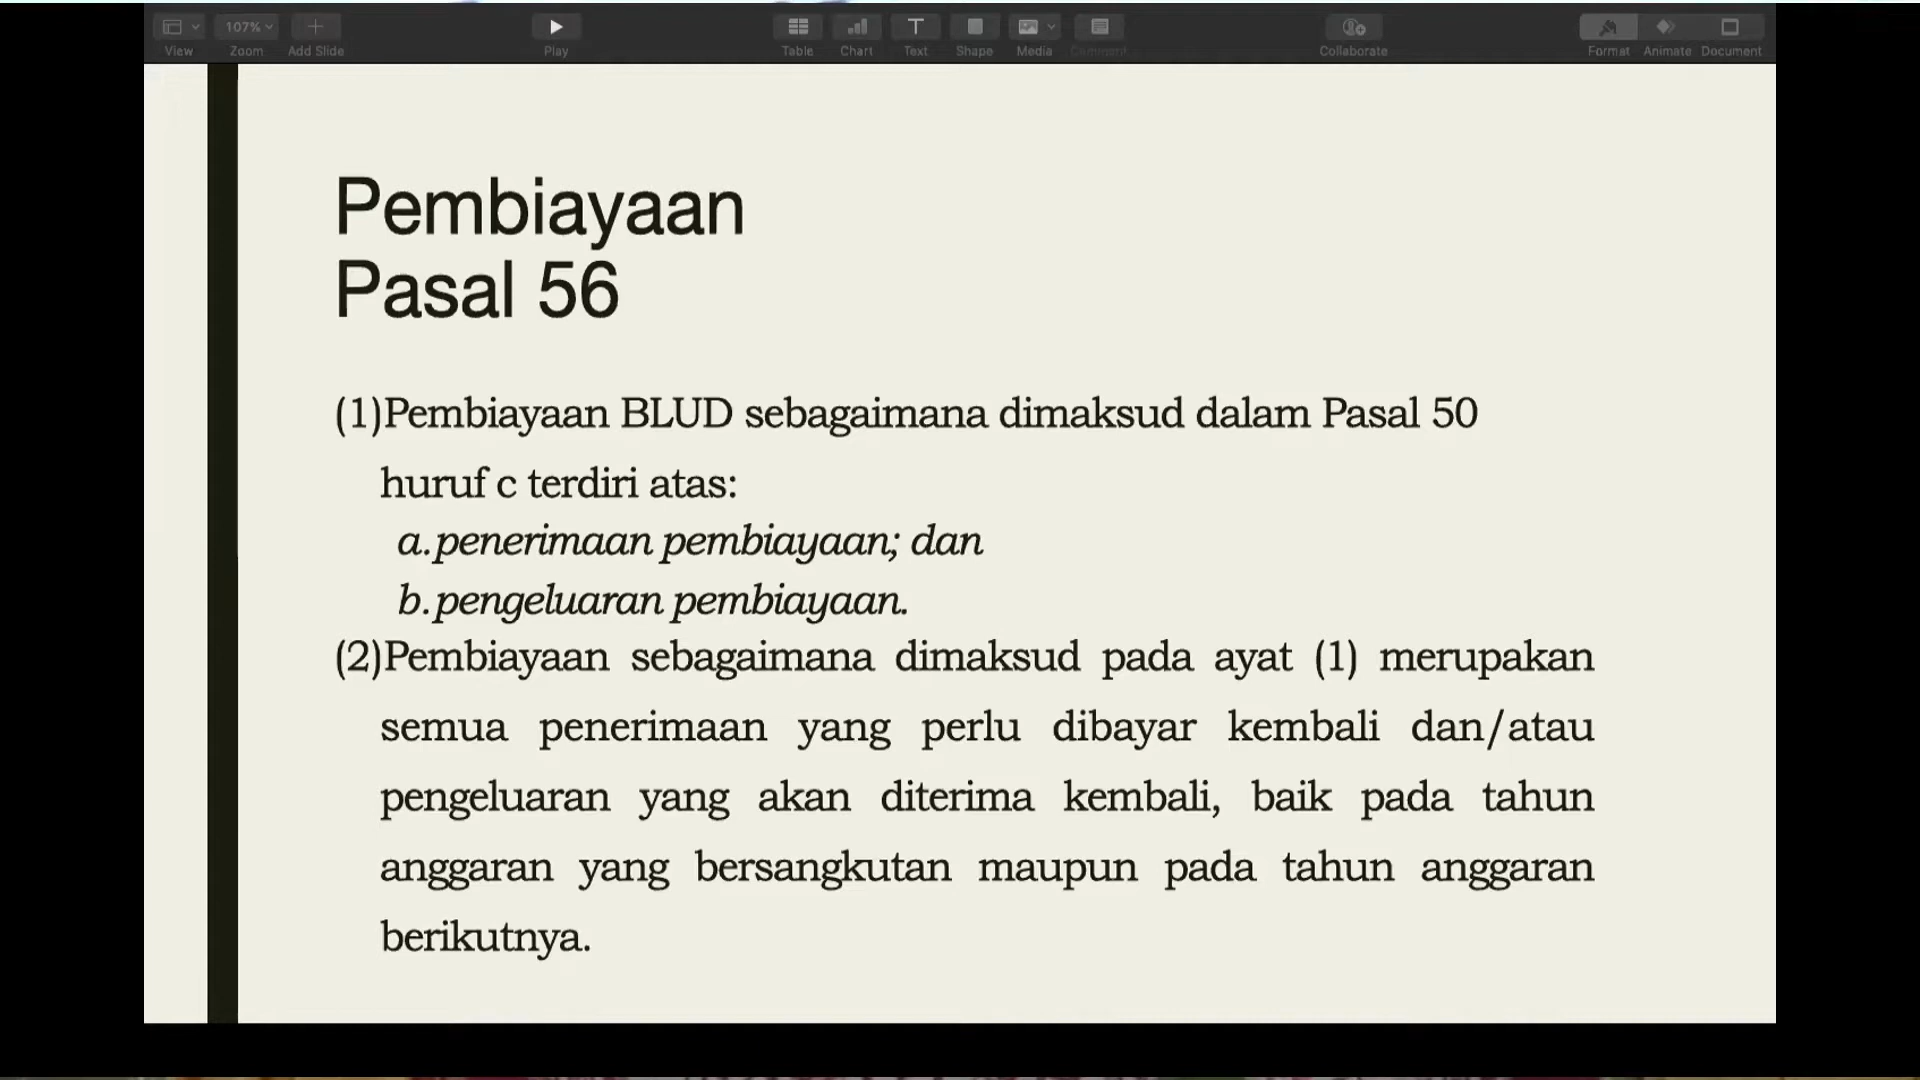 View
107%
Zoom
Add Slide
Play
Table
Chart
Text
Shape
Media
Comment
Collaborate
Format
Animate
Document
Pembiayaan
Pasal 56
(1)Pembiayaan BLUD sebagaimana dimaksud dalam Pasal 50
huruf c terdiri atas:
a.penerimaan pembiayaan; dan
b.pengeluaran pembiayaan.
(2)Pembiayaan sebagaimana dimaksud pada ayat (1) merupakan
semua penerimaan yang perlu dibayar kembali dan/atau
pengeluaran yang akan diterima kembali, baik pada tahun
anggaran yang bersangkutan maupun pada tahun anggaran
berikutnya.